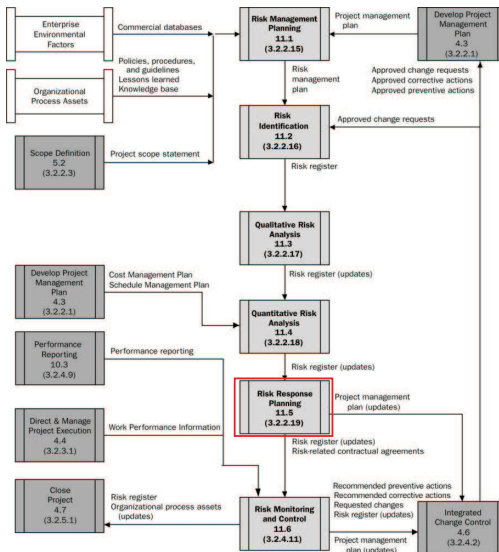 Enterprise
Environmental
Factors
Commercial databases
Risk Management
Planning
11.1
(3.2.2.15)
Project management
plan
Develop Project
Management
Plan
4.3
(3.2.2.1)
Policies, procedures,
and guidelines
Lessons learned
Knowledge base
Organizational
Process Assets
Risk
management
plan
Approved change requests
Approved corrective actions
Approved preventive actions
Risk
Identification
11.2
(3.2.2.16)
Approved change requests
Scope Definition
5.2
(3.2.2.3)
Project scope statement
Risk register
Qualitative Risk
Analysis
11.3
(3.2.2.17)
Risk register (updates)
Develop Project
Management
Plan
4.3
(3.2.2.1)
Cost Management Plan
Schedule Management Plan
Quantitative Risk
Analysis
11.4
(3.2.2.18)
Performance
Reporting
10.3
(3.2.4.9)
Performance reporting
Risk register (updates)
Risk Response
Planning
11.5
(3.2.2.19)
Project management
plan (updates)
Direct & Manage
Project Execution
4.4
(3.2.3.1)
Work Performance Information
Risk register (updates)
Risk-related contractual agreements
Close
Project
4.7
(3.2.5.1)
Risk register
Organizational process assets
(updates)
Risk Monitoring
and Control
11.6
(3.2.4.11)
Recommended preventive actions
Recommended corrective actions
Requested changes
Risk register (updates)
Project management
plan (updates)
Integrated
Change Control
4.6
(3.2.4.2)